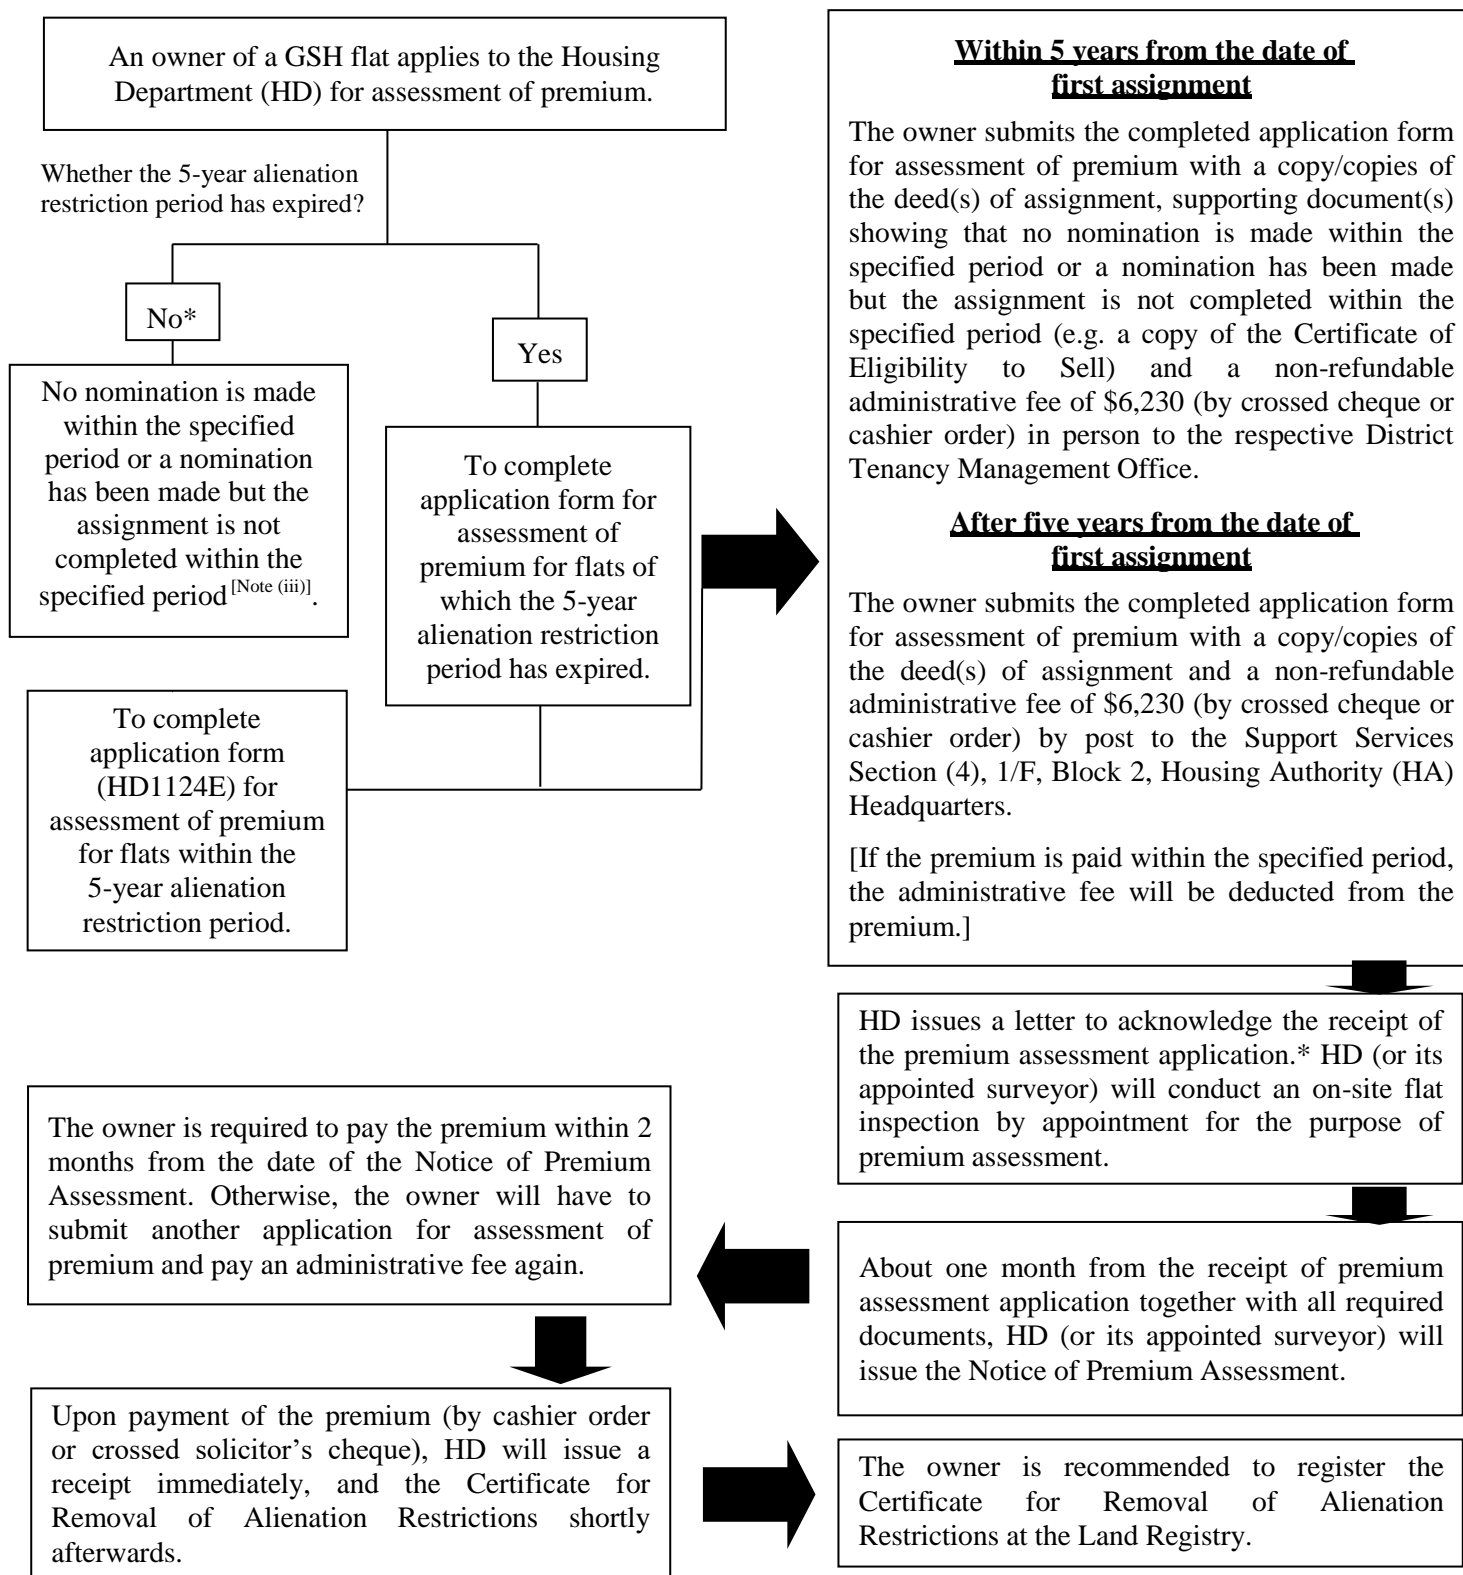 An owner of a GSH flat applies to the Housing
Department (HD) for assessment of premium.
Whether the 5-year alienation
restriction period has expired?
No*
Yes
No nomination is made
within the specified
period or a nomination
has been made but the
assignment is not
completed within the
specified period [Note (iii)].
To complete
application form for
assessment of
premium for flats of
which the 5-year
alienation restriction
period has expired.
To complete
application form
(HD1124E) for
assessment of premium
for flats within the
5-year alienation
restriction period.
Within 5 years from the date of
first assignment
The owner submits the completed application form
for assessment of premium with a copy/copies of
the deed(s) of assignment, supporting document(s)
showing that no nomination is made within the
specified period or a nomination has been made
but the assignment is not completed within the
specified period (e.g. a copy of the Certificate of
Eligibility to Sell) and a non-refundable
administrative fee of $6,230 (by crossed cheque or
cashier order) in person to the respective District
Tenancy Management Office.
After five years from the date of
first assignment
The owner submits the completed application form
for assessment of premium with a copy/copies of
the deed(s) of assignment and a non-refundable
administrative fee of $6,230 (by crossed cheque or
cashier order) by post to the Support Services
Section (4), 1/F, Block 2, Housing Authority (HA)
Headquarters.
[If the premium is paid within the specified period,
the administrative fee will be deducted from the
premium.]
HD issues a letter to acknowledge the receipt of
the premium assessment application.* HD (or its
appointed surveyor) will conduct an on-site flat
inspection by appointment for the purpose of
premium assessment.
About one month from the receipt of premium
assessment application together with all required
documents, HD (or its appointed surveyor) will
issue the Notice of Premium Assessment.
The owner is required to pay the premium within 2
months from the date of the Notice of Premium
Assessment. Otherwise, the owner will have to
submit another application for assessment of
premium and pay an administrative fee again.
Upon payment of the premium (by cashier order
or crossed solicitor’s cheque), HD will issue a
receipt immediately, and the Certificate for
Removal of Alienation Restrictions shortly
afterwards.
The owner is recommended to register the
Certificate for Removal of Alienation
Restrictions at the Land Registry.